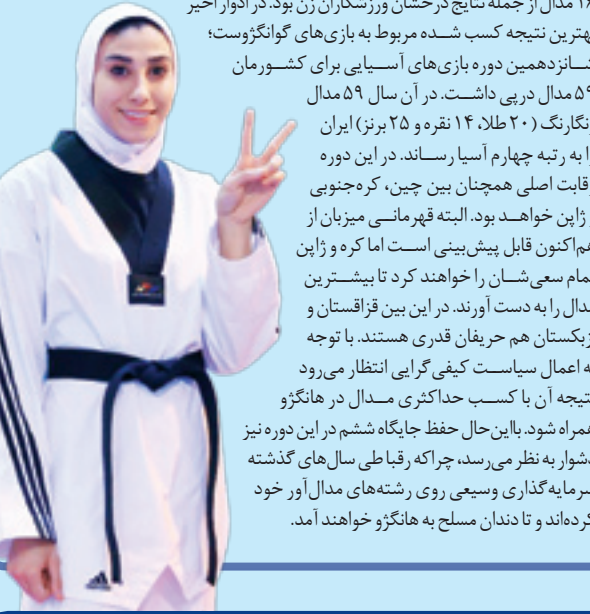 ۱۶ مدال از جمله نتایج درخشان ورزشکاران زن بود. در ادوار اخیر
بهترین نتیجه کسب شده مربوط به بازی‌های گوانگژوست؛
شانزدهمین دوره بازی‌های آسیایی برای کشورمان
۵۹ مدال درپی داشت. در آن سال ۵۹ مدال
رنگارنگ (۲۰ طلا، ۱۴ نقره و ۲۵ برنز) ایران
را به رتبه چهارم آسیا رساند. در این دوره
رقابت اصلی همچنان بین چین، کره‌جنوبی
و ژاپن خواهد بود. البته قهرمانی میزبان از
هم‌اکنون قابل پیش‌بینی است اما کره و ژاپن
تمام سعی‌شان را خواهند کرد تا بیشترین
مدال را به دست آورند. در این بین قزاقستان و
ازبکستان هم حریفان قدری هستند. با توجه
به اعمال سیاست کیفی گرایی انتظار می‌رود
نتیجه آن با کسب حداکثری مدال در هانگژو
همراه شود. بااین‌حال حفظ جایگاه ششم در این دوره نیز
دشوار به نظر می‌رسد، چراکه رقبا طی سال‌های گذشته
سرمایه‌گذاری وسیعی روی رشته‌های مدال‌آور خود
کرده‌اند و تا دندان مسلح به هانگژو خواهند آمد.